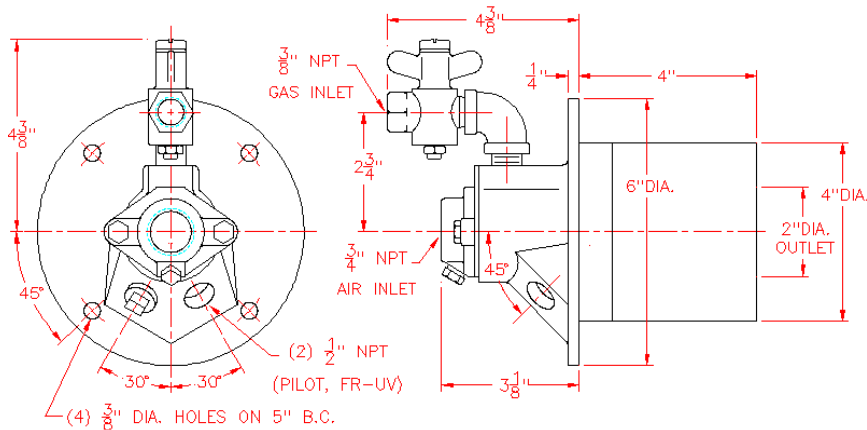 4 3/8"
45°
30°
30°
(2) 1/2" NPT
(PILOT, FR-UV)
(4) 3/8" DIA. HOLES ON 5" B.C.
4 3/8"
3/8" NPT
GAS INLET
1/4"
4"
2 3/4"
6"DIA.
4"DIA.
2"DIA.
OUTLET
3/4" NPT
AIR INLET
45°
3 1/8"